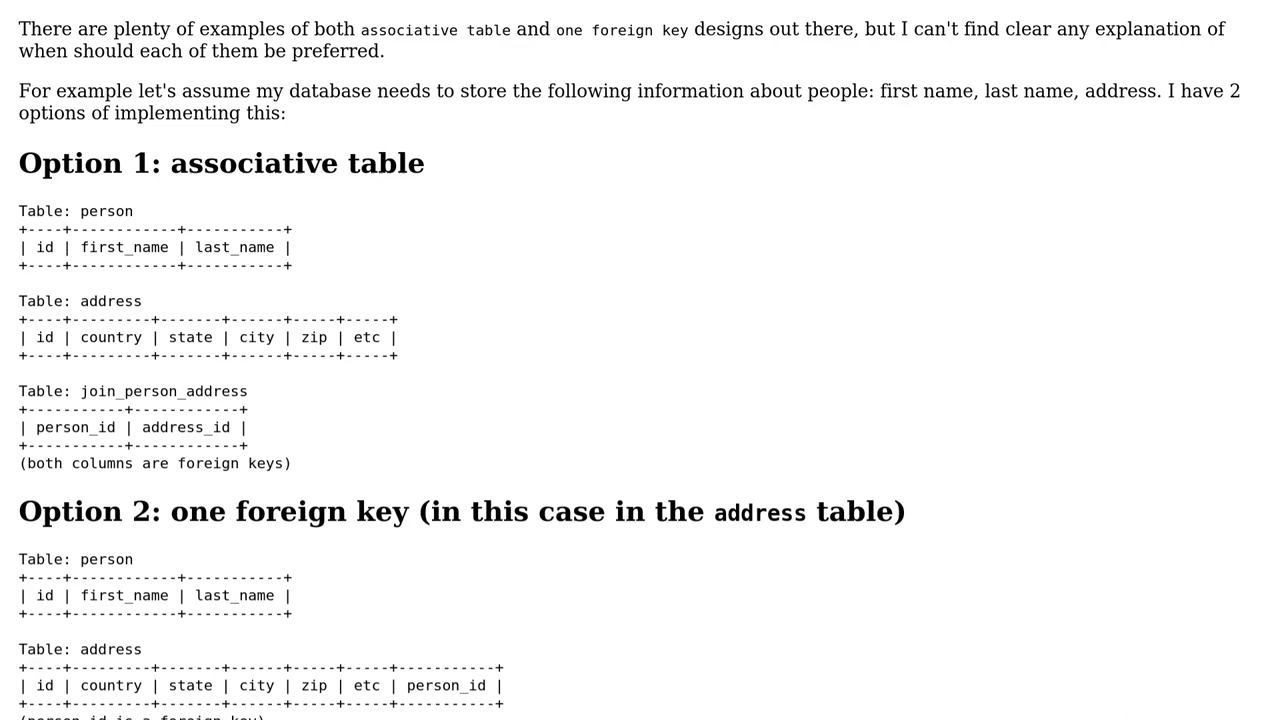 There are plenty of examples of both associative table and one foreign key designs out there, but I can't find clear any explanation of
when should each of them be preferred.
For example let's assume my database needs to store the following information about people: first name, last name, address. I have 2
options of implementing this:
Option 1: associative table
Table: person
+----+------------+-----------+
| id | first_name | last_name |
+----+------------+-----------+
Table: address
+----+---------+-------+------+-----+-----+
| id | country | state | city | zip | etc |
+----+---------+-------+------+-----+-----+
Table: join_person_address
+-----------+------------+
| person_id | address_id |
+-----------+------------+
(both columns are foreign keys)
Option 2: one foreign key (in this case in the address table)
Table: person
+----+------------+-----------+
| id | first_name | last_name |
+----+------------+-----------+
Table: address
+----+---------+-------+------+-----+-----+-----------+
| id | country | state | city | zip | etc | person_id |
+----+---------+-------+------+-----+-----+-----------+
(person_id is a foreign key)